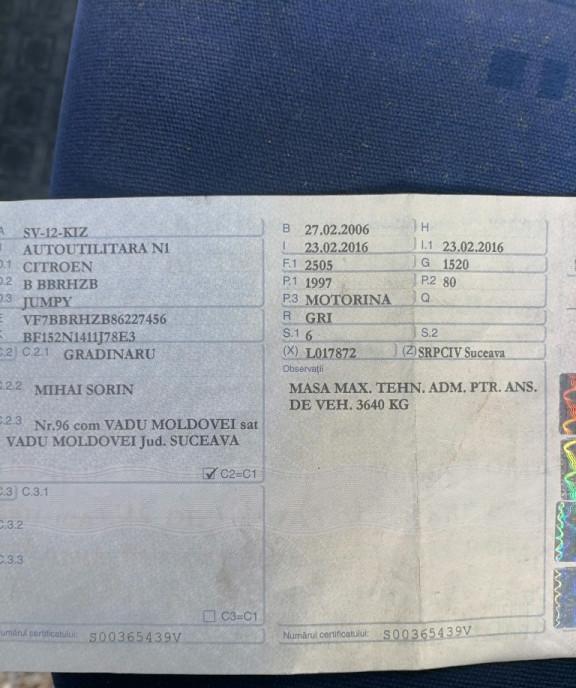 A SV-12-KIZ
AUTOUTILITARA N1
D.1 CITROEN
D.2 B BBRHZB
D.3 JUMPY
E VF7BBRHZB86227456
K BF152N1411J78E3
C.2) C.2.1 GRADINARU
C.2.2 MIHAI SORIN
C.2.3 Nr.96 com VADU MOLDOVEI sat
VADU MOLDOVEI Jud. SUCEAVA
C2=C1
C.3) C.3.1
C.3.2
C.3.3
C3=C1
Numărul certificatului: S00365439V
B 27.02.2006 H
I 23.02.2016 I.1 23.02.2016
F.1 2505 G 1520
P.1 1997 P.2 80
P.3 MOTORINA Q
R GRI
S.1 6 S.2
(X) L017872 (Z) SRPCIV Suceava
Observații
MASA MAX. TEHN. ADM. PTR. ANS.
DE VEH. 3640 KG
Numărul certificatului: S00365439V